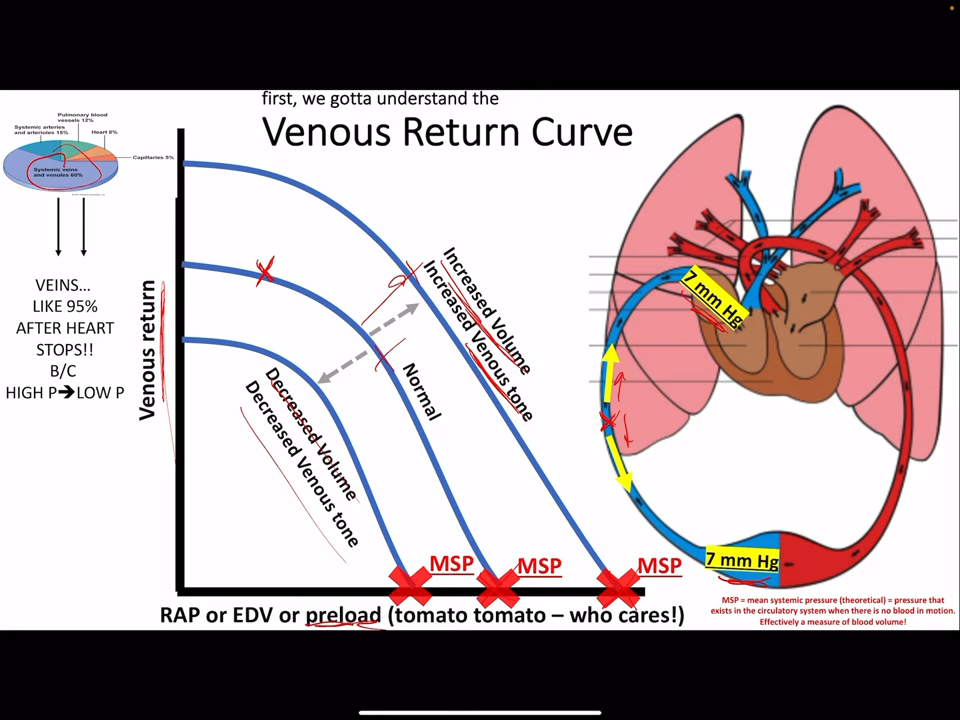 first, we gotta understand the
Venous Return Curve
Pulmonary blood
vessels 12%
Systemic arteries
and arterioles 15%
Heart 8%
Capillaries 5%
Systemic veins
and venules 60%
VEINS…
LIKE 95%
AFTER HEART
STOPS!!
B/C
HIGH P➔LOW P
Venous return
Increased Volume
Increased Venous tone
Normal
Decreased Volume
Decreased Venous tone
MSP
MSP
MSP
RAP or EDV or preload (tomato tomato – who cares!)
7 mm Hg
7 mm Hg
MSP = mean systemic pressure (theoretical) = pressure that
exists in the circulatory system when there is no blood in motion.
Effectively a measure of blood volume!